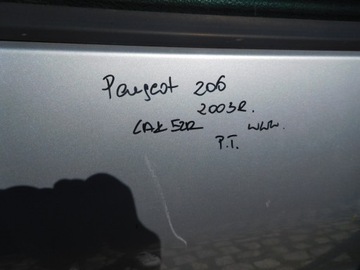 Peugeot 206
2003R.
LAK 52R
P.T.